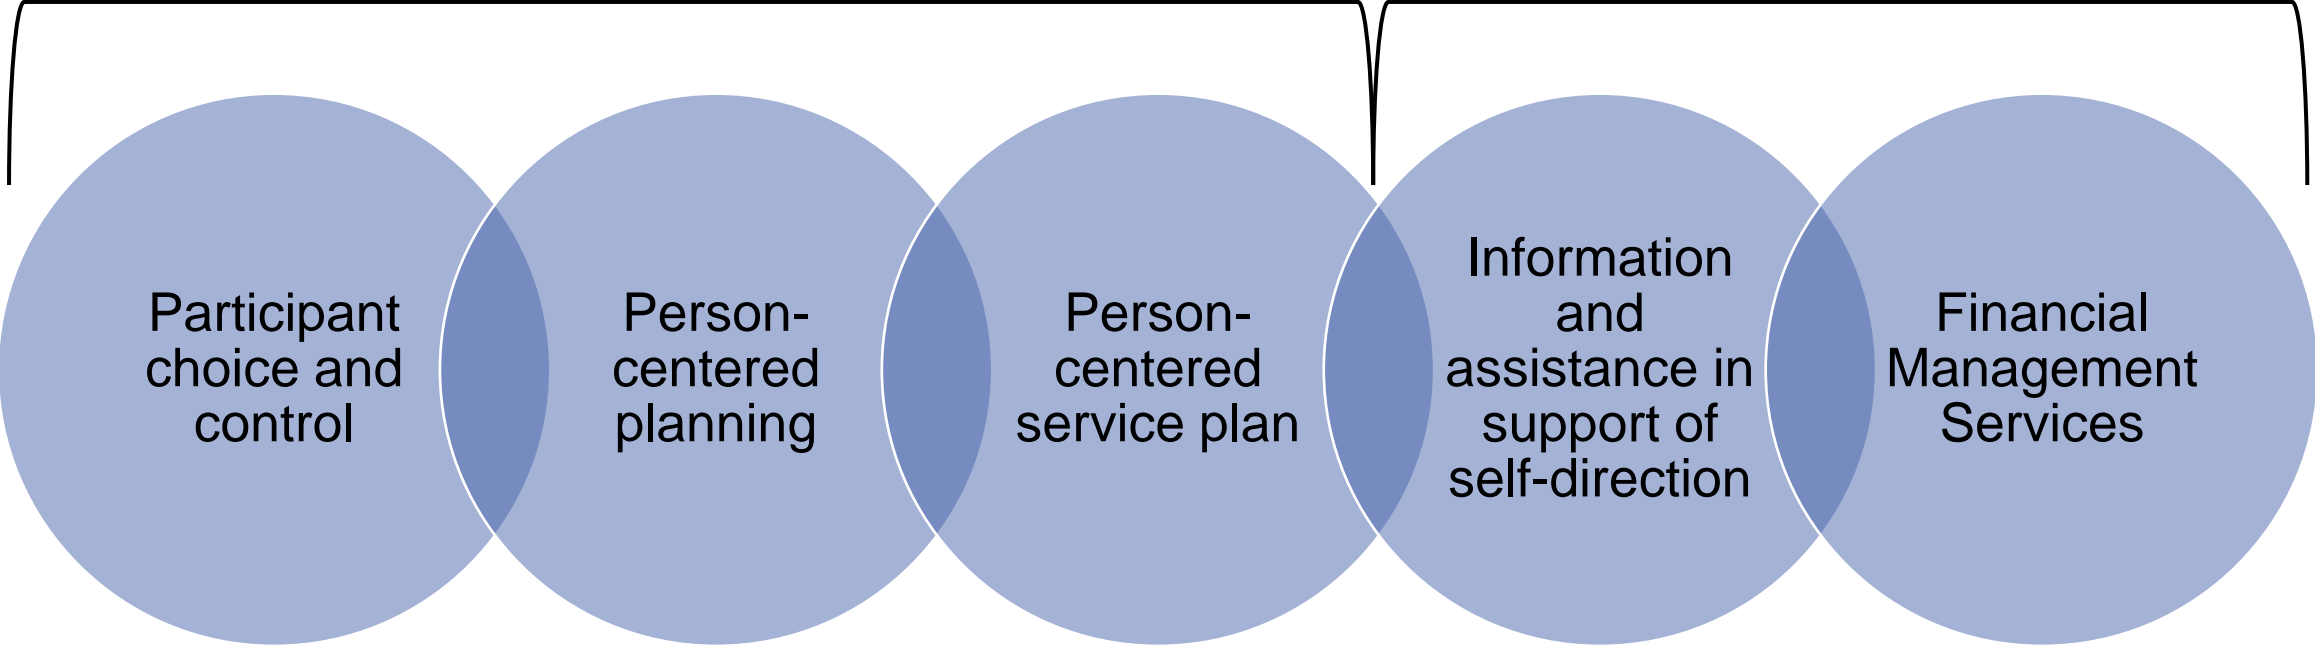 Participant
choice and
control
Person-
centered
planning
Person-
centered
service plan
Information
and
assistance in
support of
self-direction
Financial
Management
Services